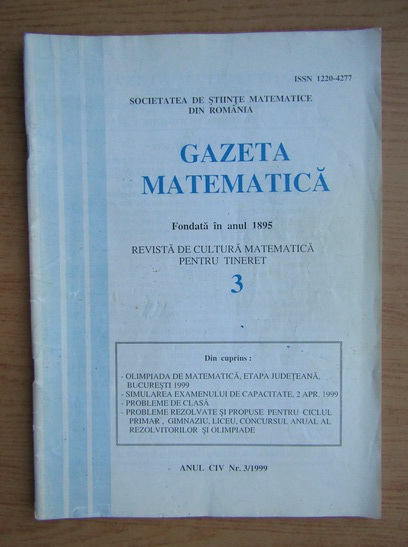 ISSN 1220-4277
SOCIETATEA DE ŞTIINŢE MATEMATICE
DIN ROMÂNIA
GAZETA
MATEMATICĂ
Fondată în anul 1895
REVISTĂ DE CULTURĂ MATEMATICĂ
PENTRU TINERET
3
Din cuprins :
- OLIMPIADA DE MATEMATICĂ, ETAPA JUDEŢEANĂ,
BUCUREŞTI 1999
- SIMULAREA EXAMENULUI DE CAPACITATE, 2 APR. 1999
- PROBLEME DE CLASĂ
- PROBLEME REZOLVATE ŞI PROPUSE PENTRU CICLUL
PRIMAR , GIMNAZIU, LICEU, CONCURSUL ANUAL AL
REZOLVITORILOR ŞI OLIMPIADE
ANUL CIV Nr. 3/1999